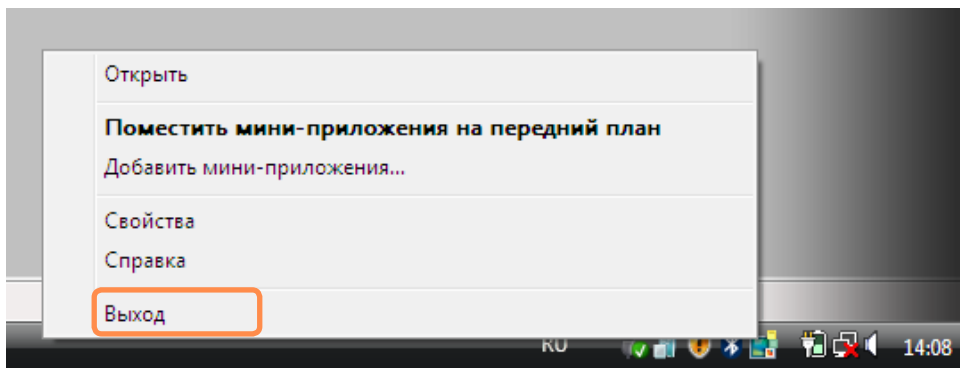 Открыть
Поместить мини-приложения на передний план
Добавить мини-приложения...
Свойства
Справка
Выход
RU 14:08